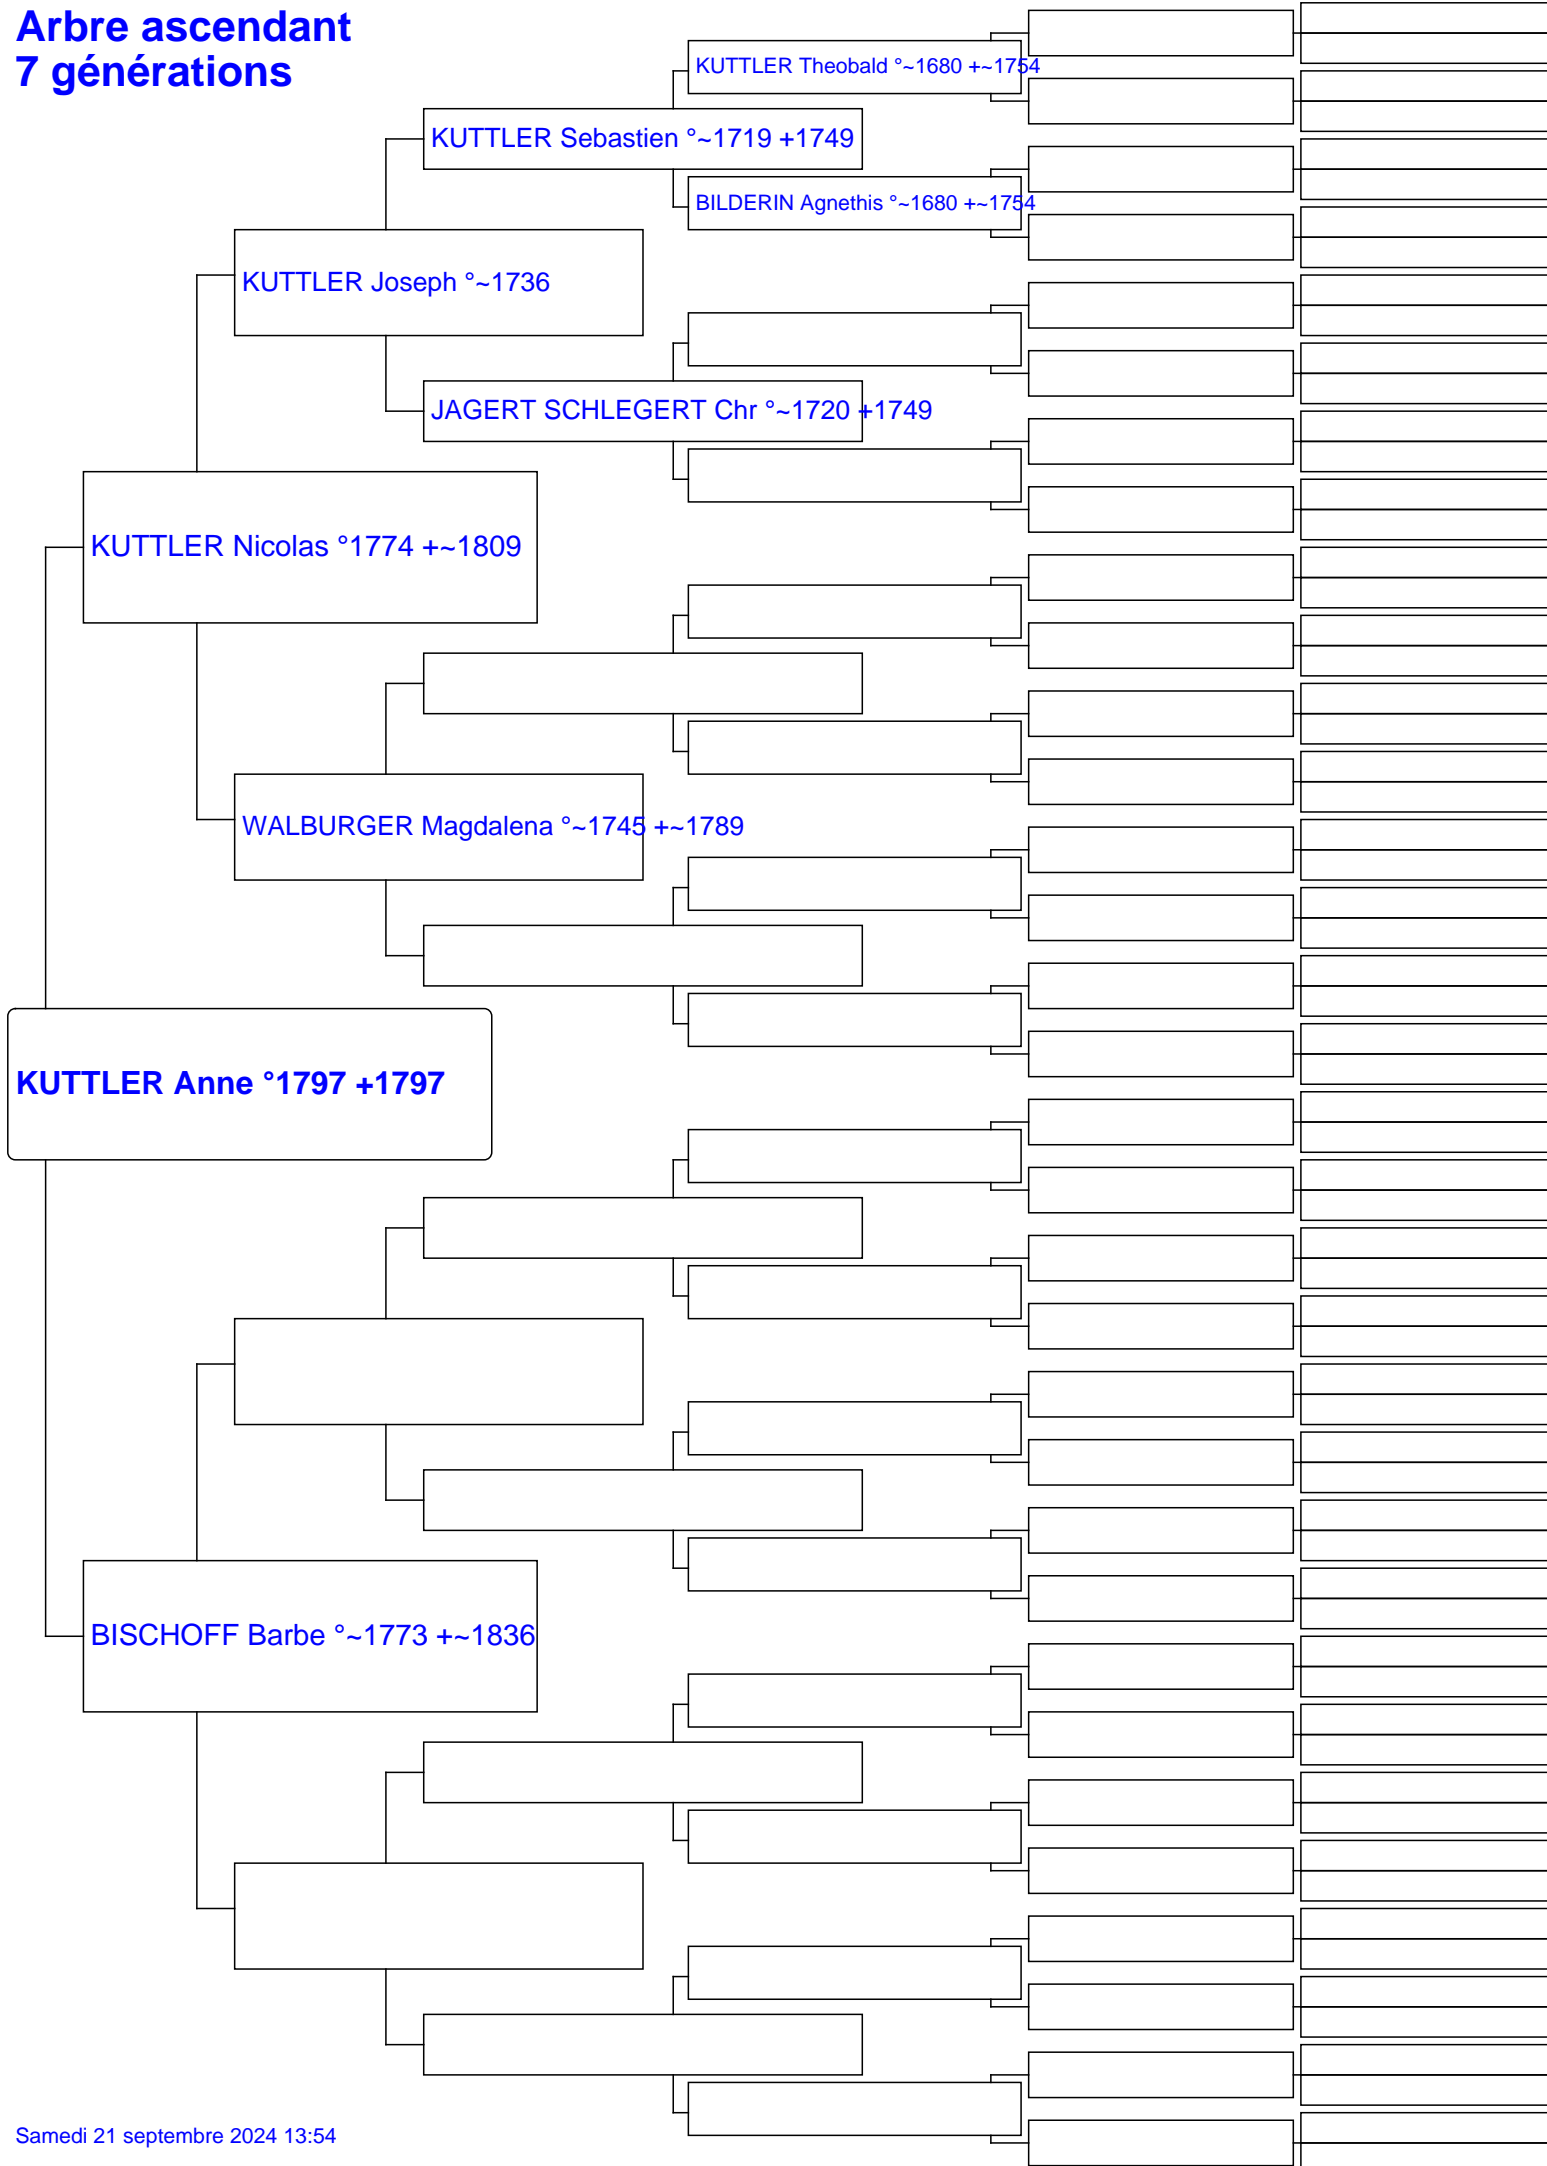 Arbre ascendant
7 générations
KUTTLER Theobald °~1680 +~1754
KUTTLER Sebastien °~1719 +1749
BILDERIN Agnethis °~1680 +~1754
KUTTLER Joseph °~1736
JAGERT SCHLEGERT Chr °~1720 +1749
KUTTLER Nicolas °1774 +~1809
WALBURGER Magdalena °~1745 +~1789
KUTTLER Anne °1797 +1797
BISCHOFF Barbe °~1773 +~1836
Samedi 21 septembre 2024 13:54